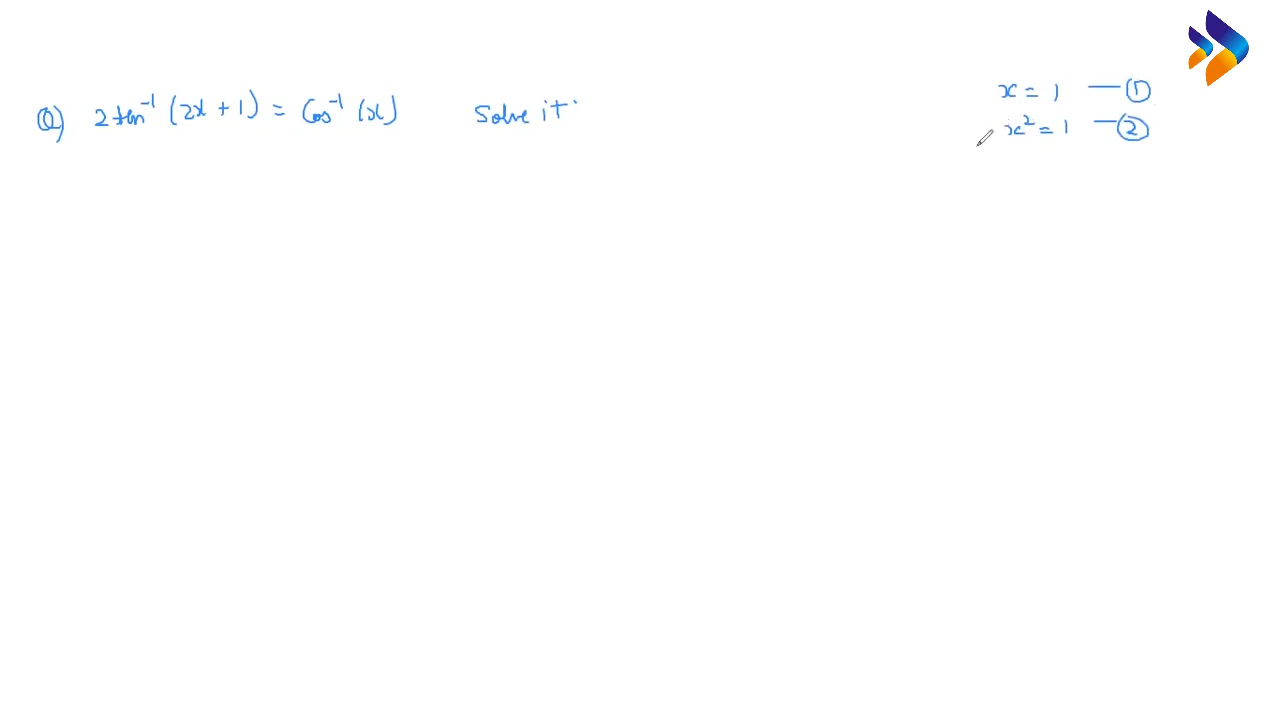 Q) 2 tan⁻¹ (2x + 1) = Cos⁻¹ (x) Solve it.
x = 1 — ①
x² = 1 — ②